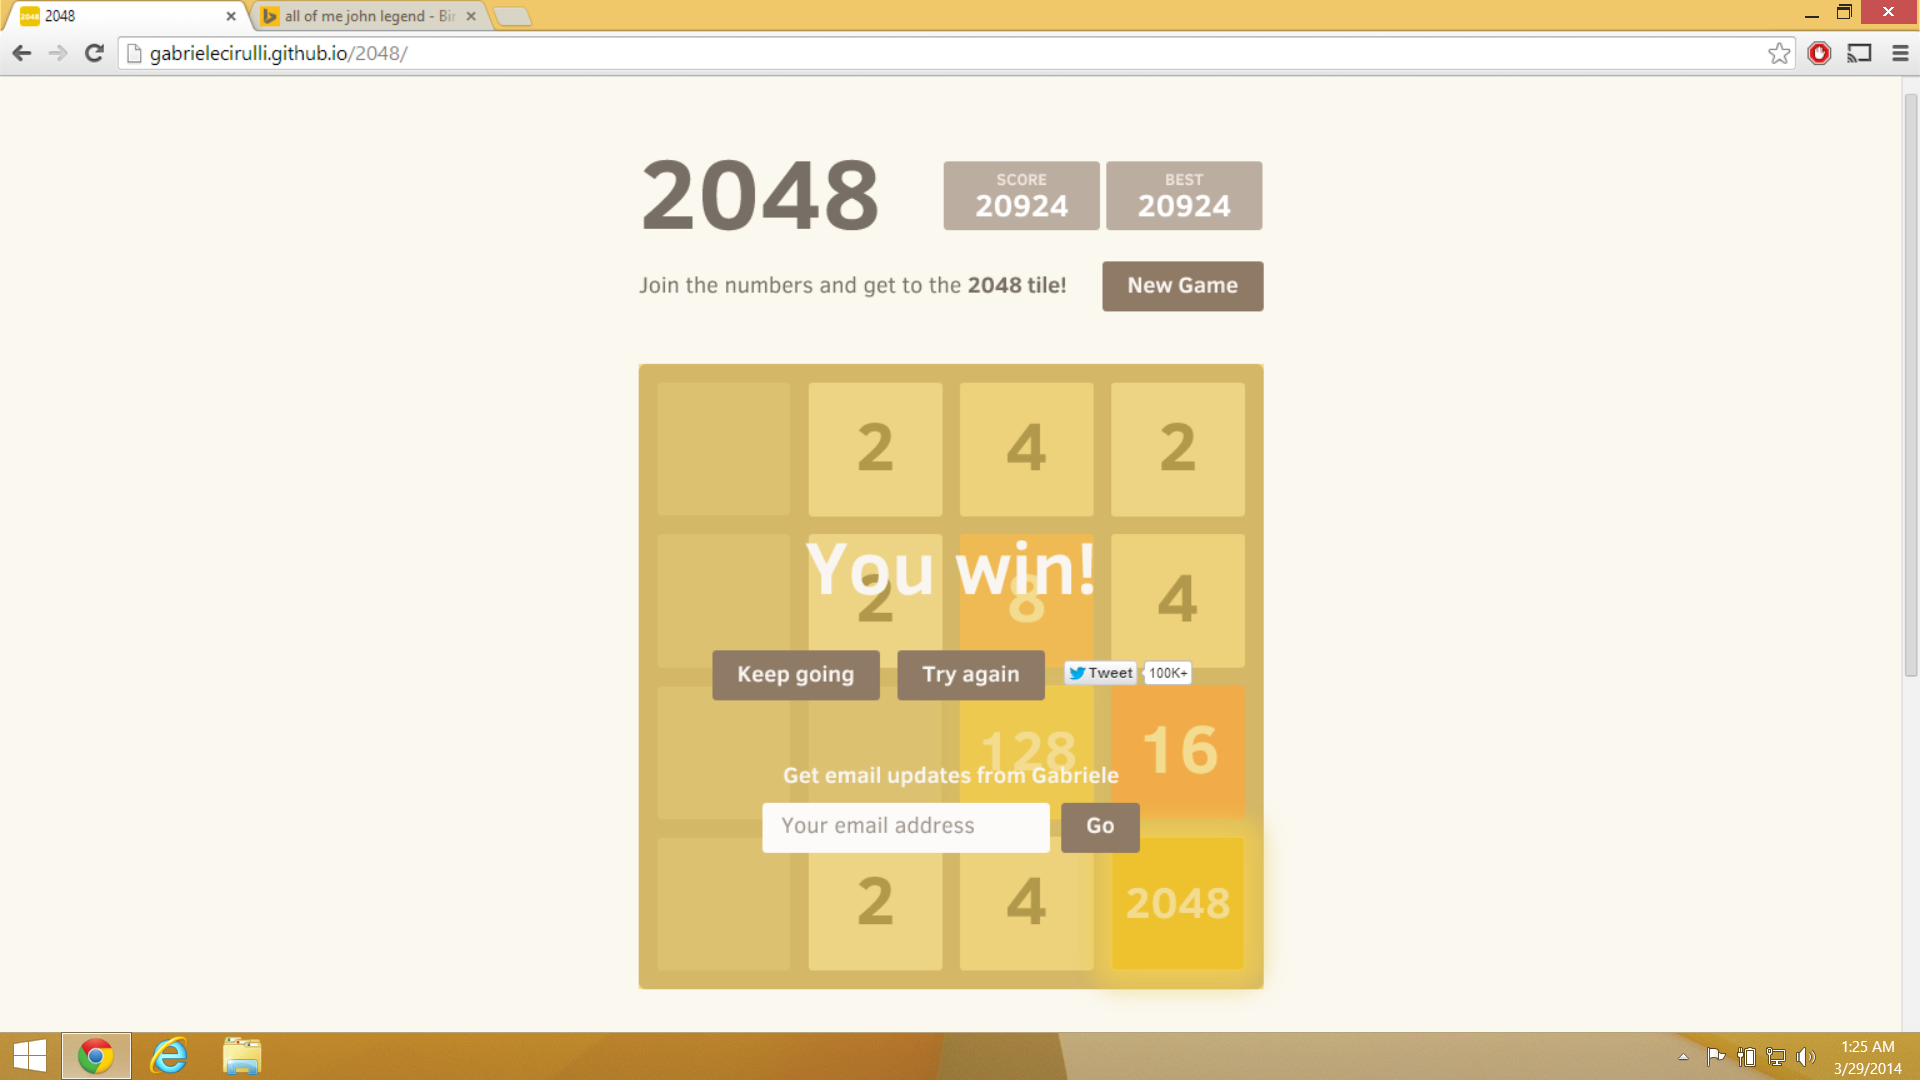 2048
all of me john legend - Bir
gabrielecirulli.github.io/2048/
2048
SCORE
20924
BEST
20924
Join the numbers and get to the 2048 tile!
New Game
2 4 2
You win!
2 8 4
Keep going
Try again
Tweet
100K+
128 16
Get email updates from Gabriele
Your email address
Go
2 4 2048
1:25 AM
3/29/2014